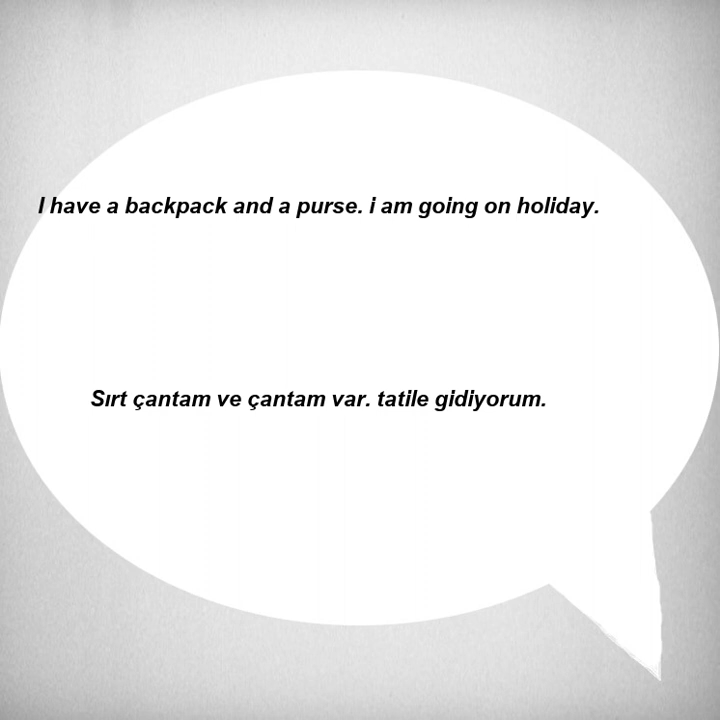 I have a backpack and a purse. i am going on holiday.
Sırt çantam ve çantam var. tatile gidiyorum.